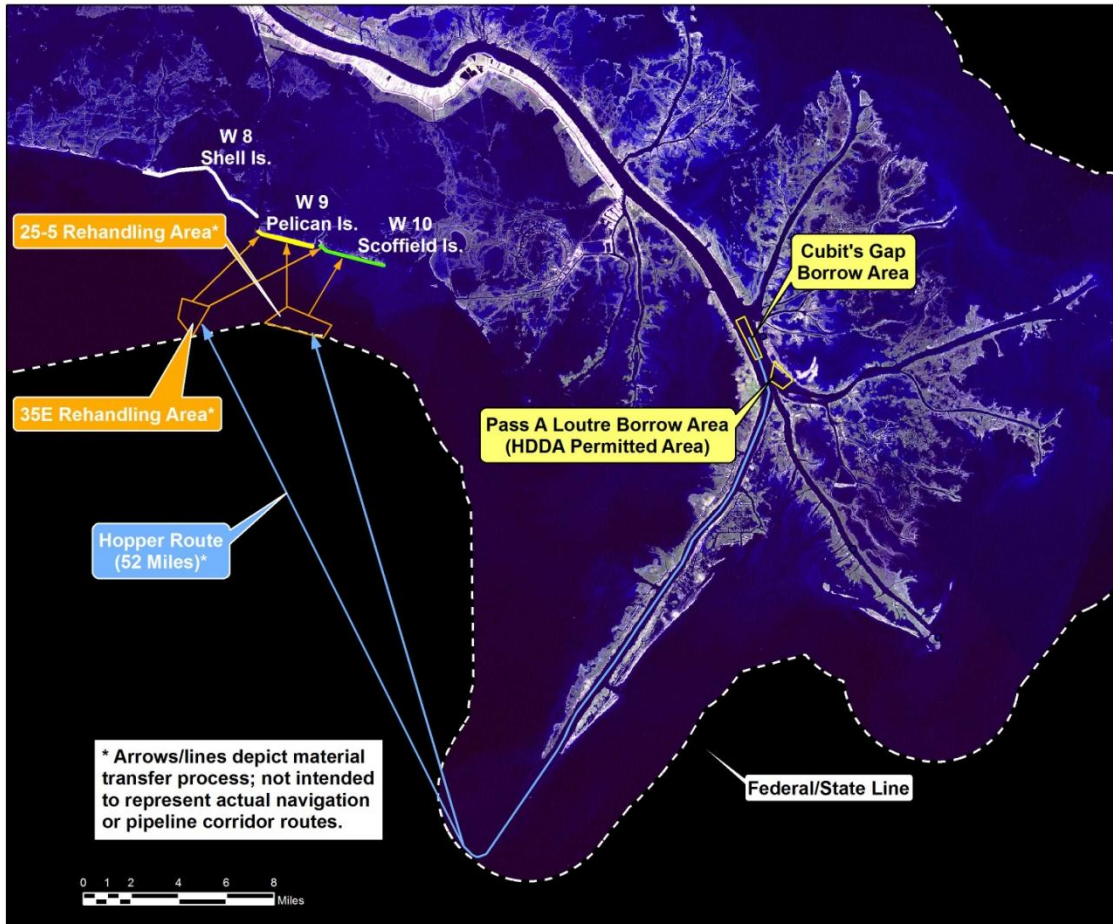 W 8
Shell Is.
W 9
Pelican Is.
W 10
Scoffield Is.
25-5 Rehandling Area*
Cubit's Gap
Borrow Area
35E Rehandling Area*
Pass A Loutre Borrow Area
(HDDA Permitted Area)
Hopper Route
(52 Miles)*
* Arrows/lines depict material
transfer process; not intended
to represent actual navigation
or pipeline corridor routes.
Federal/State Line
0 1 2 4 6 8
Miles